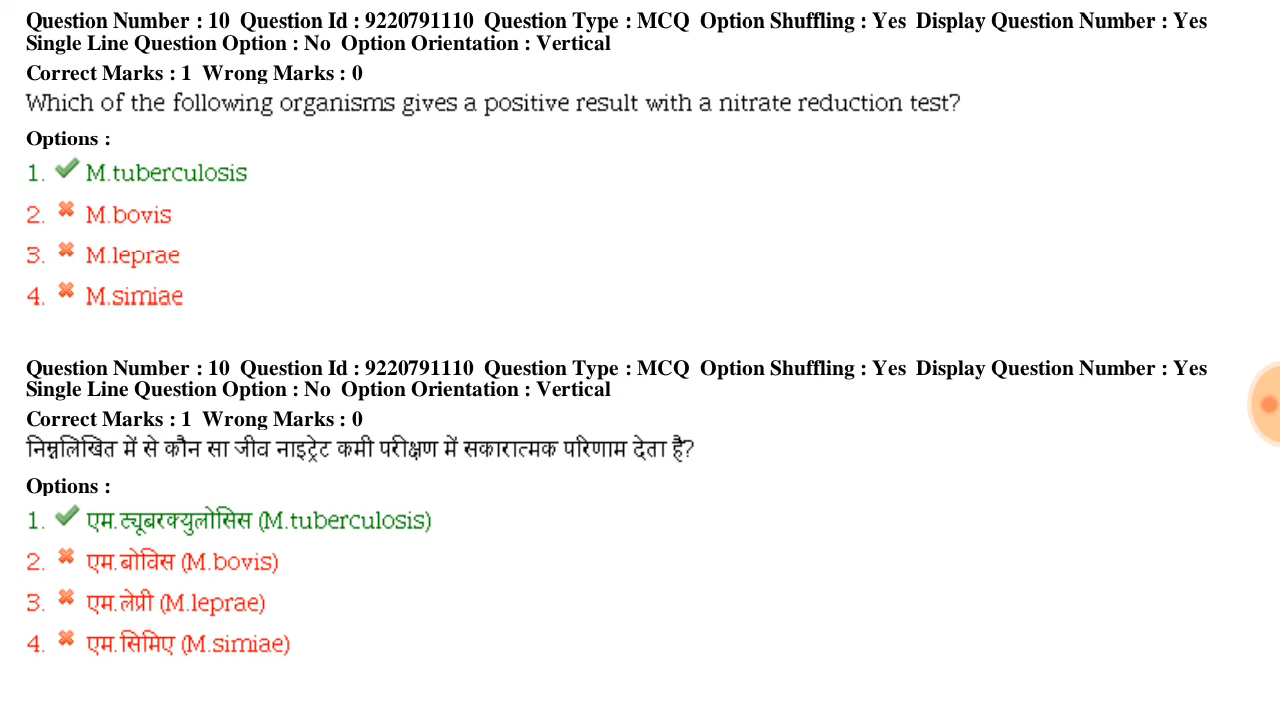 Question Number : 10 Question Id : 9220791110 Question Type : MCQ Option Shuffling : Yes Display Question Number : Yes
Single Line Question Option : No Option Orientation : Vertical
Correct Marks : 1 Wrong Marks : 0
Which of the following organisms gives a positive result with a nitrate reduction test?
Options :
1. M.tuberculosis
2. M.bovis
3. M.leprae
4. M.simiae
Question Number : 10 Question Id : 9220791110 Question Type : MCQ Option Shuffling : Yes Display Question Number : Yes
Single Line Question Option : No Option Orientation : Vertical
Correct Marks : 1 Wrong Marks : 0
निम्नलिखित में से कौन सा जीव नाइट्रेट कमी परीक्षण में सकारात्मक परिणाम देता है?
Options :
1. एम.ट्यूबरक्युलोसिस (M.tuberculosis)
2. एम.बोविस (M.bovis)
3. एम.लेप्री (M.leprae)
4. एम.सिमिए (M.simiae)